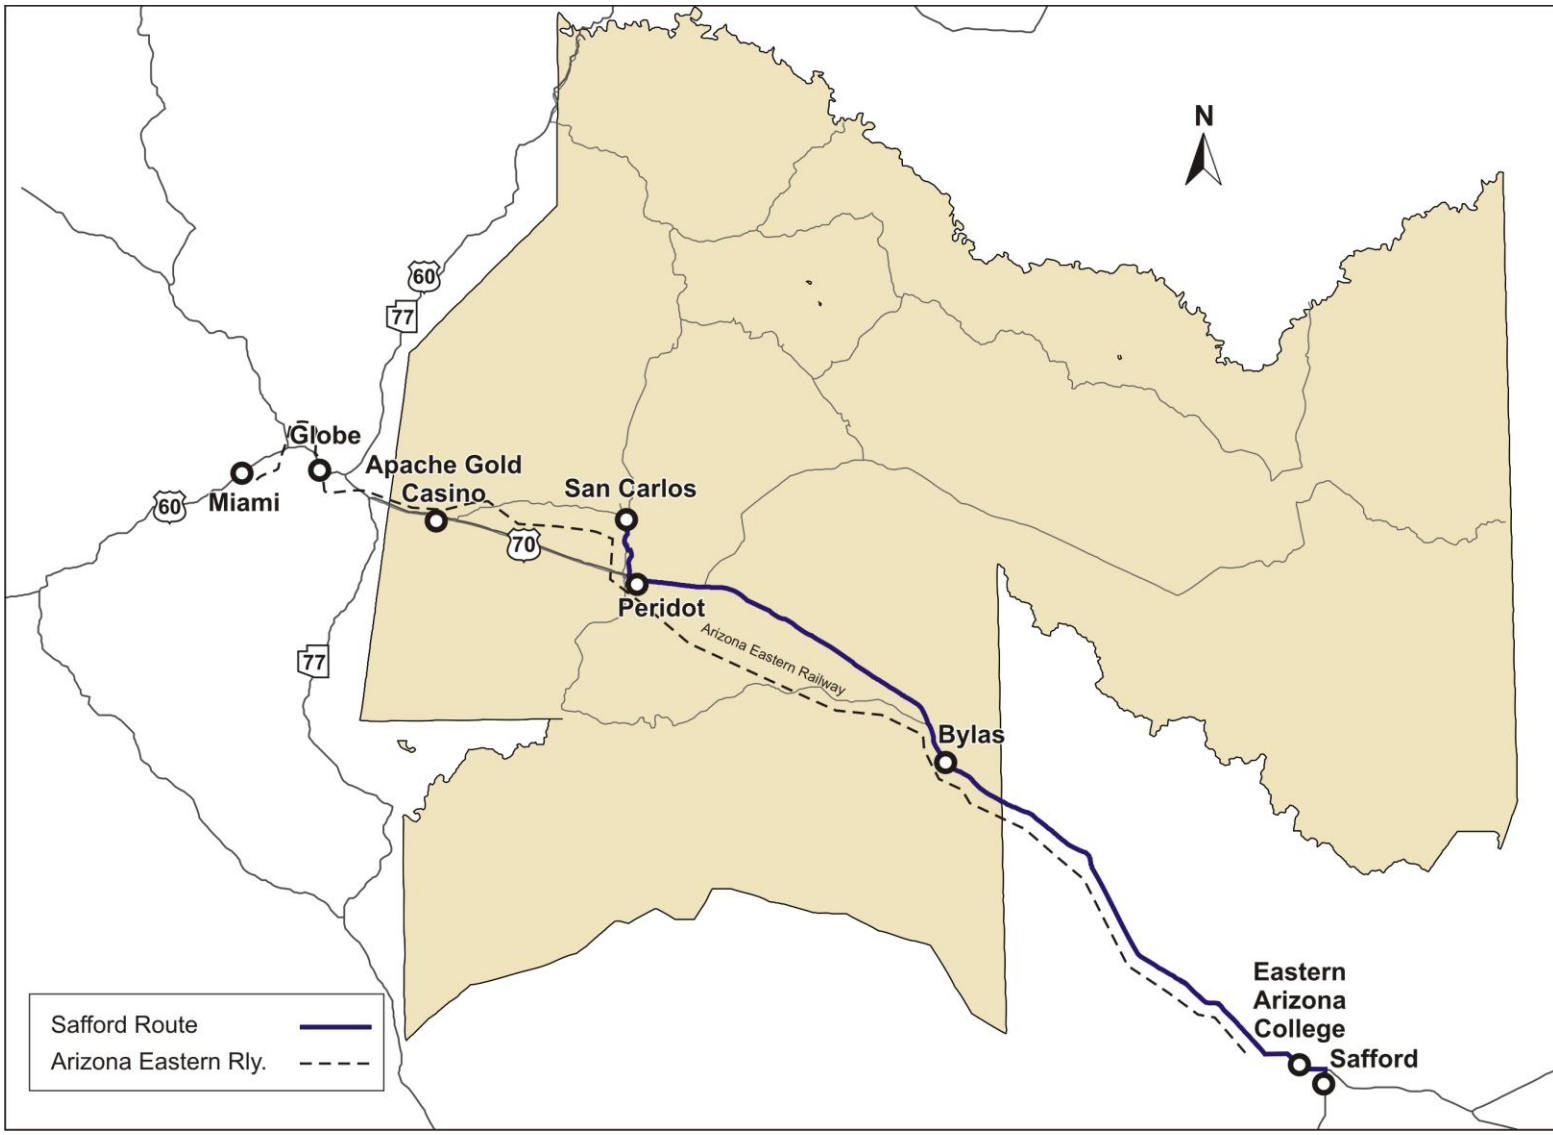 N
60
77
Globe
Apache Gold
Casino
San Carlos
Miami
60
70
Peridot
Arizona Eastern Railway
77
Bylas
Eastern
Arizona
College
Safford
Safford Route
Arizona Eastern Rly.